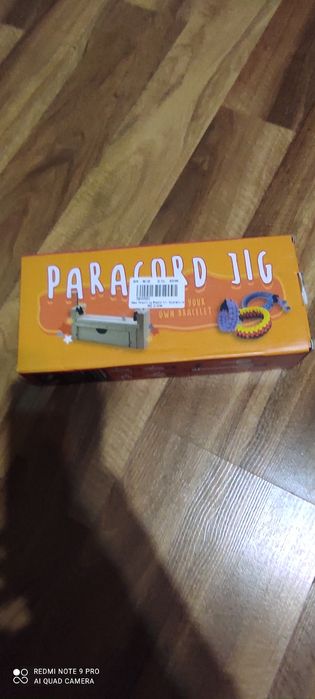 PARACORD JIG
YOUR
OWN BRACELET
REDMI NOTE 9 PRO
AI QUAD CAMERA